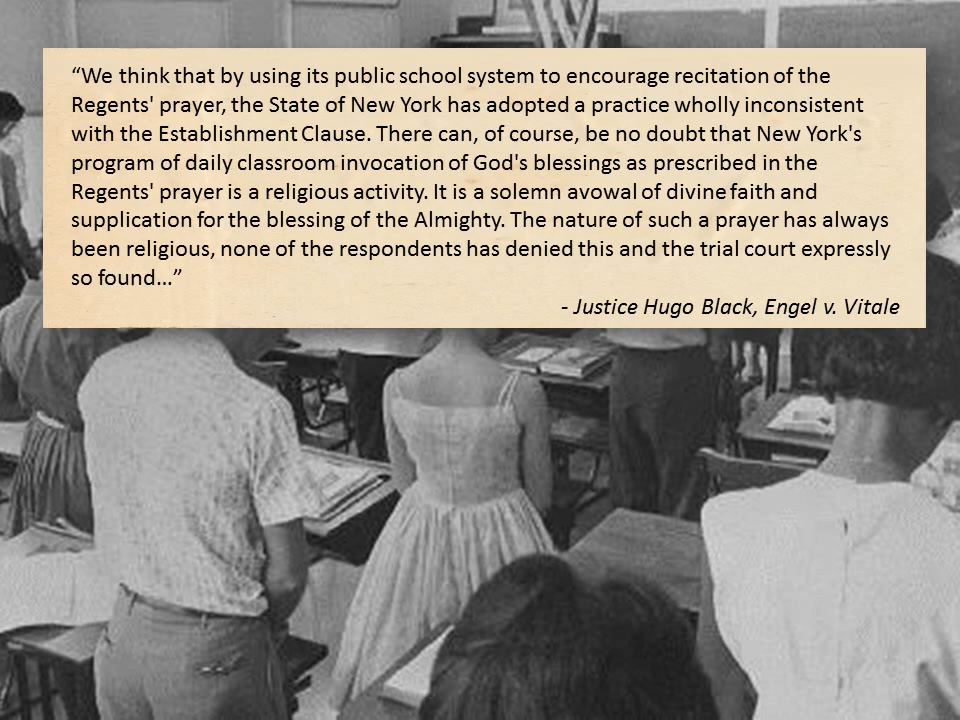 “We think that by using its public school system to encourage recitation of the
Regents' prayer, the State of New York has adopted a practice wholly inconsistent
with the Establishment Clause. There can, of course, be no doubt that New York's
program of daily classroom invocation of God's blessings as prescribed in the
Regents' prayer is a religious activity. It is a solemn avowal of divine faith and
supplication for the blessing of the Almighty. The nature of such a prayer has always
been religious, none of the respondents has denied this and the trial court expressly
so found…”
- Justice Hugo Black, Engel v. Vitale